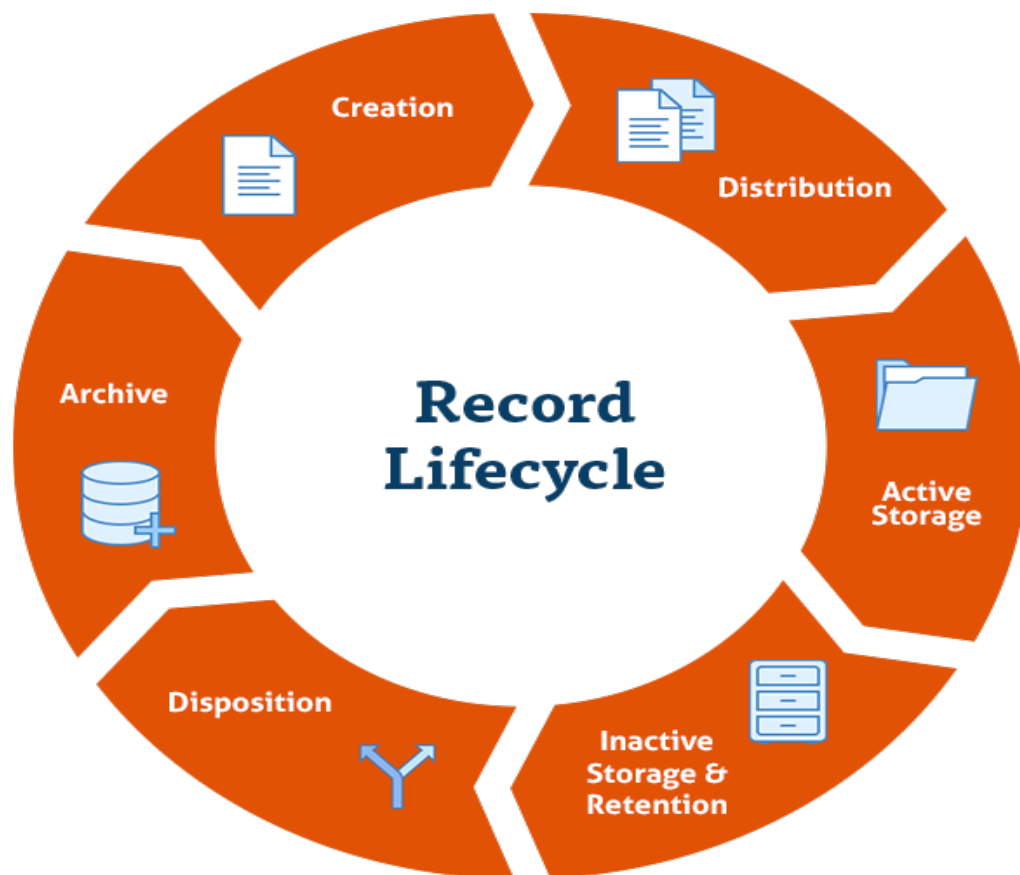 Record
Lifecycle
Creation
Distribution
Active
Storage
Inactive
Storage &
Retention
Disposition
Archive